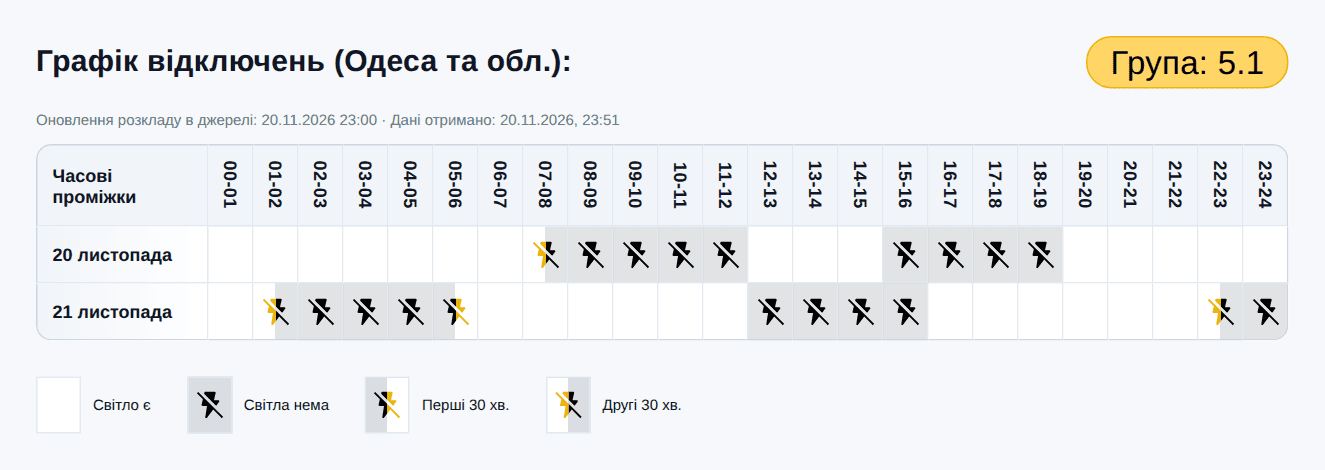 Графік відключень (Одеса та обл.):
Група: 5.1
Оновлення розкладу в джерелі: 20.11.2026 23:00 · Дані отримано: 20.11.2026, 23:51
Часові
проміжки
00-01
01-02
02-03
03-04
04-05
05-06
06-07
07-08
08-09
09-10
10-11
11-12
12-13
13-14
14-15
15-16
16-17
17-18
18-19
19-20
20-21
21-22
22-23
23-24
20 листопада
21 листопада
Світло є
Світла нема
Перші 30 хв.
Другі 30 хв.